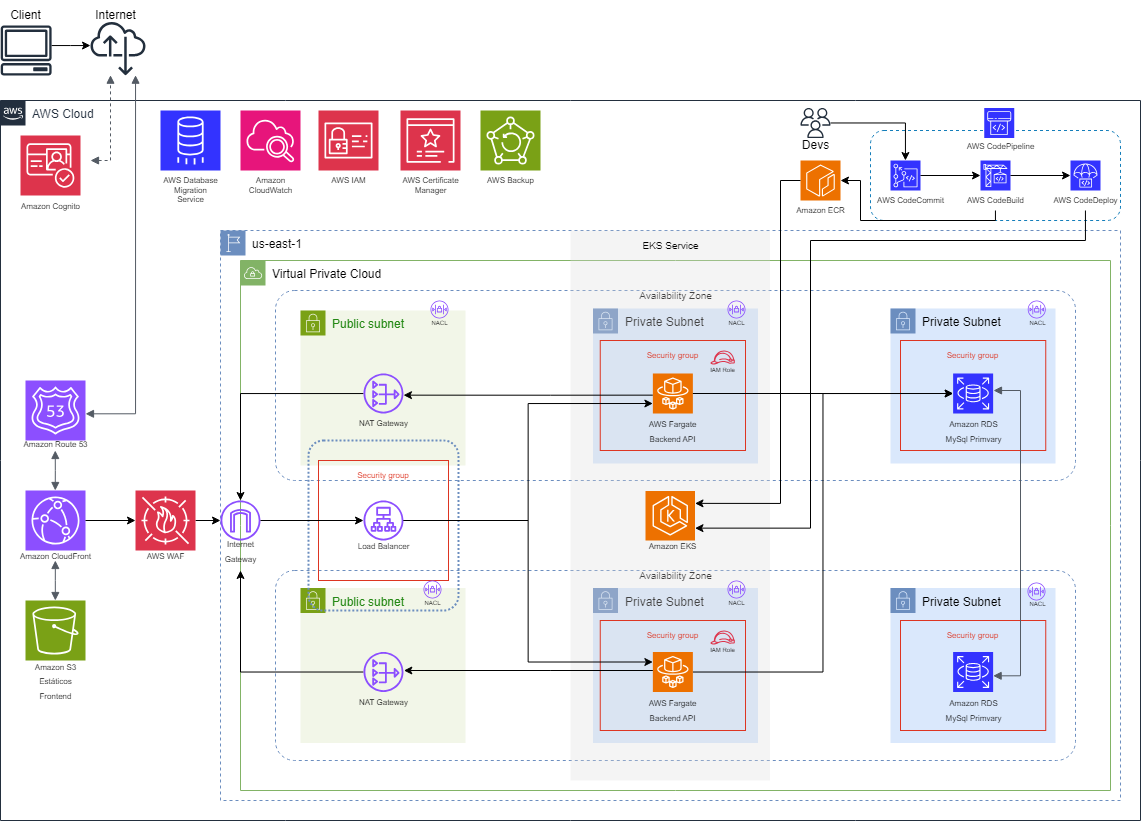 Client
Internet
aws
AWS Cloud
Amazon Cognito
AWS Database
Migration
Service
Amazon
CloudWatch
AWS IAM
AWS Certificate
Manager
AWS Backup
Devs
Amazon ECR
AWS CodePipeline
AWS CodeCommit
AWS CodeBuild
AWS CodeDeploy
us-east-1
EKS Service
Virtual Private Cloud
Availability Zone
Public subnet
NACL
Private Subnet
NACL
Private Subnet
NACL
Security group
IAM Role
Security group
NAT Gateway
AWS Fargate
Backend API
Amazon RDS
MySql Primvary
53
Amazon Route 53
Security group
Load Balancer
Amazon CloudFront
AWS WAF
Internet
Gateway
Amazon EKS
Availability Zone
Public subnet
NACL
Private Subnet
NACL
Private Subnet
NACL
Security group
IAM Role
Security group
Amazon S3
Estáticos
Frontend
NAT Gateway
AWS Fargate
Backend API
Amazon RDS
MySql Primvary